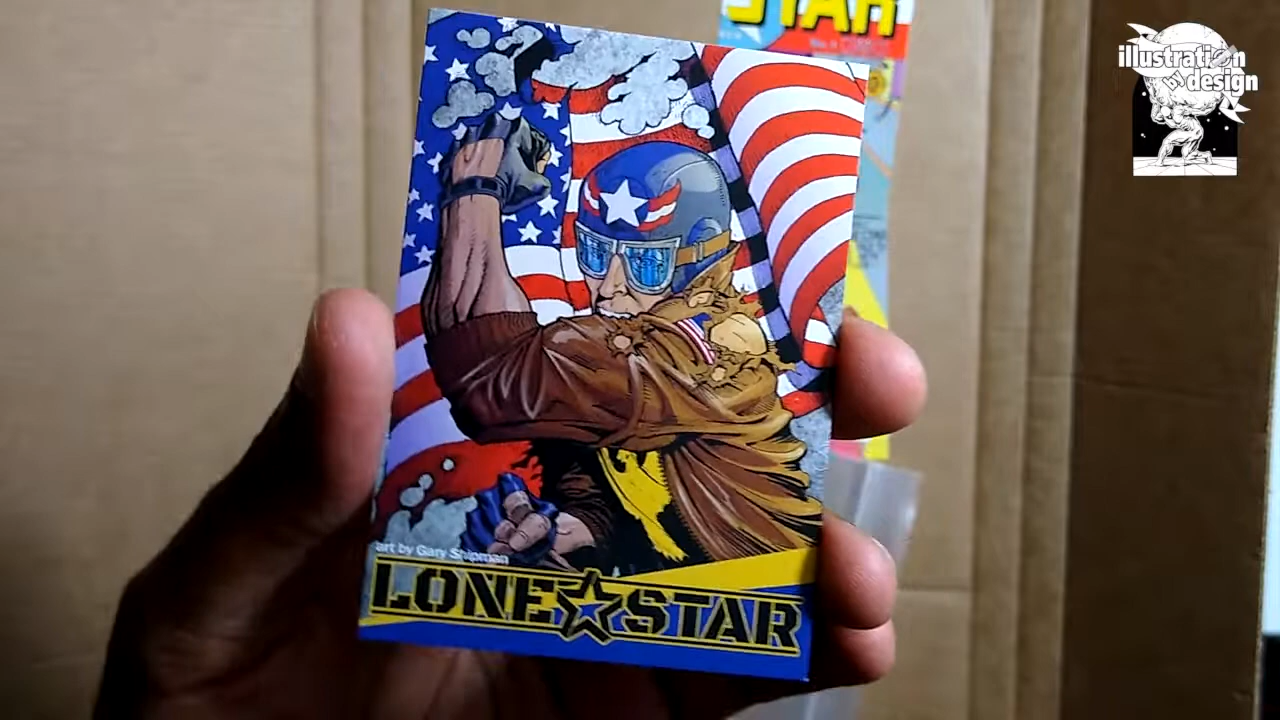 STAR
illustration
design
art by Gary Shipman
LONE STAR